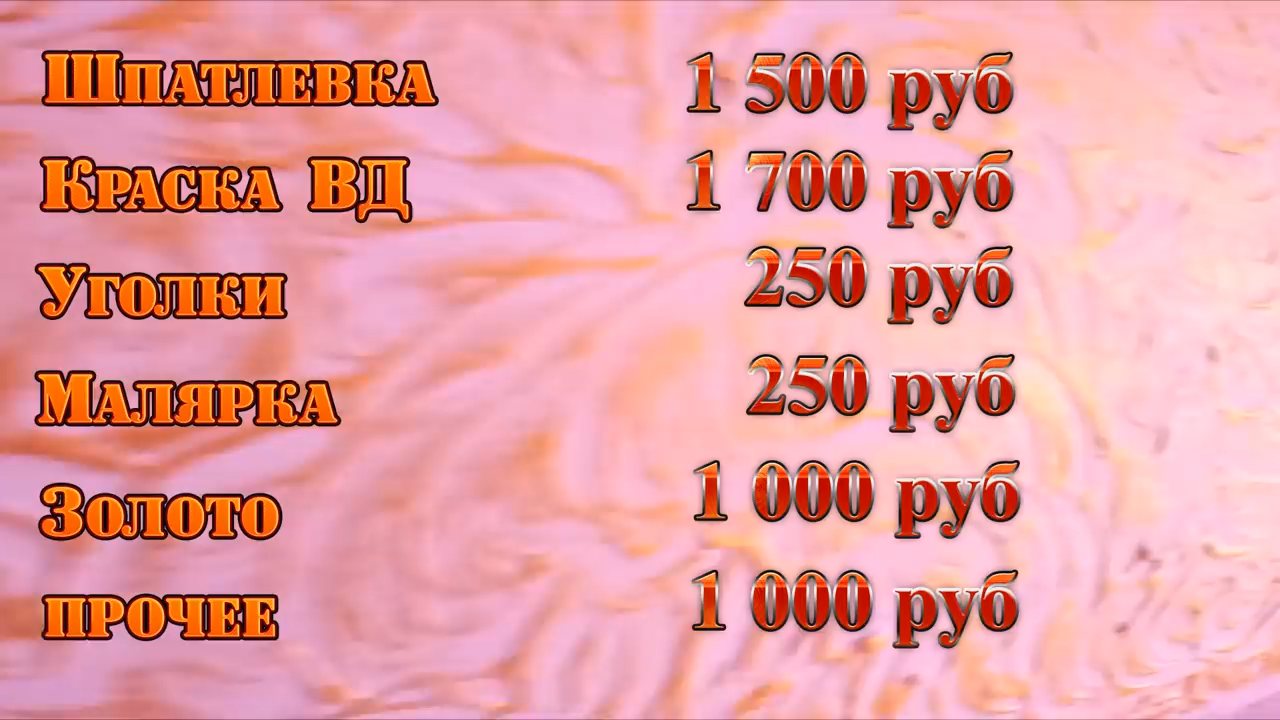 Шпатлевка 1 500 руб
Краска ВД 1 700 руб
Уголки 250 руб
Малярка 250 руб
Золото 1 000 руб
прочее 1 000 руб